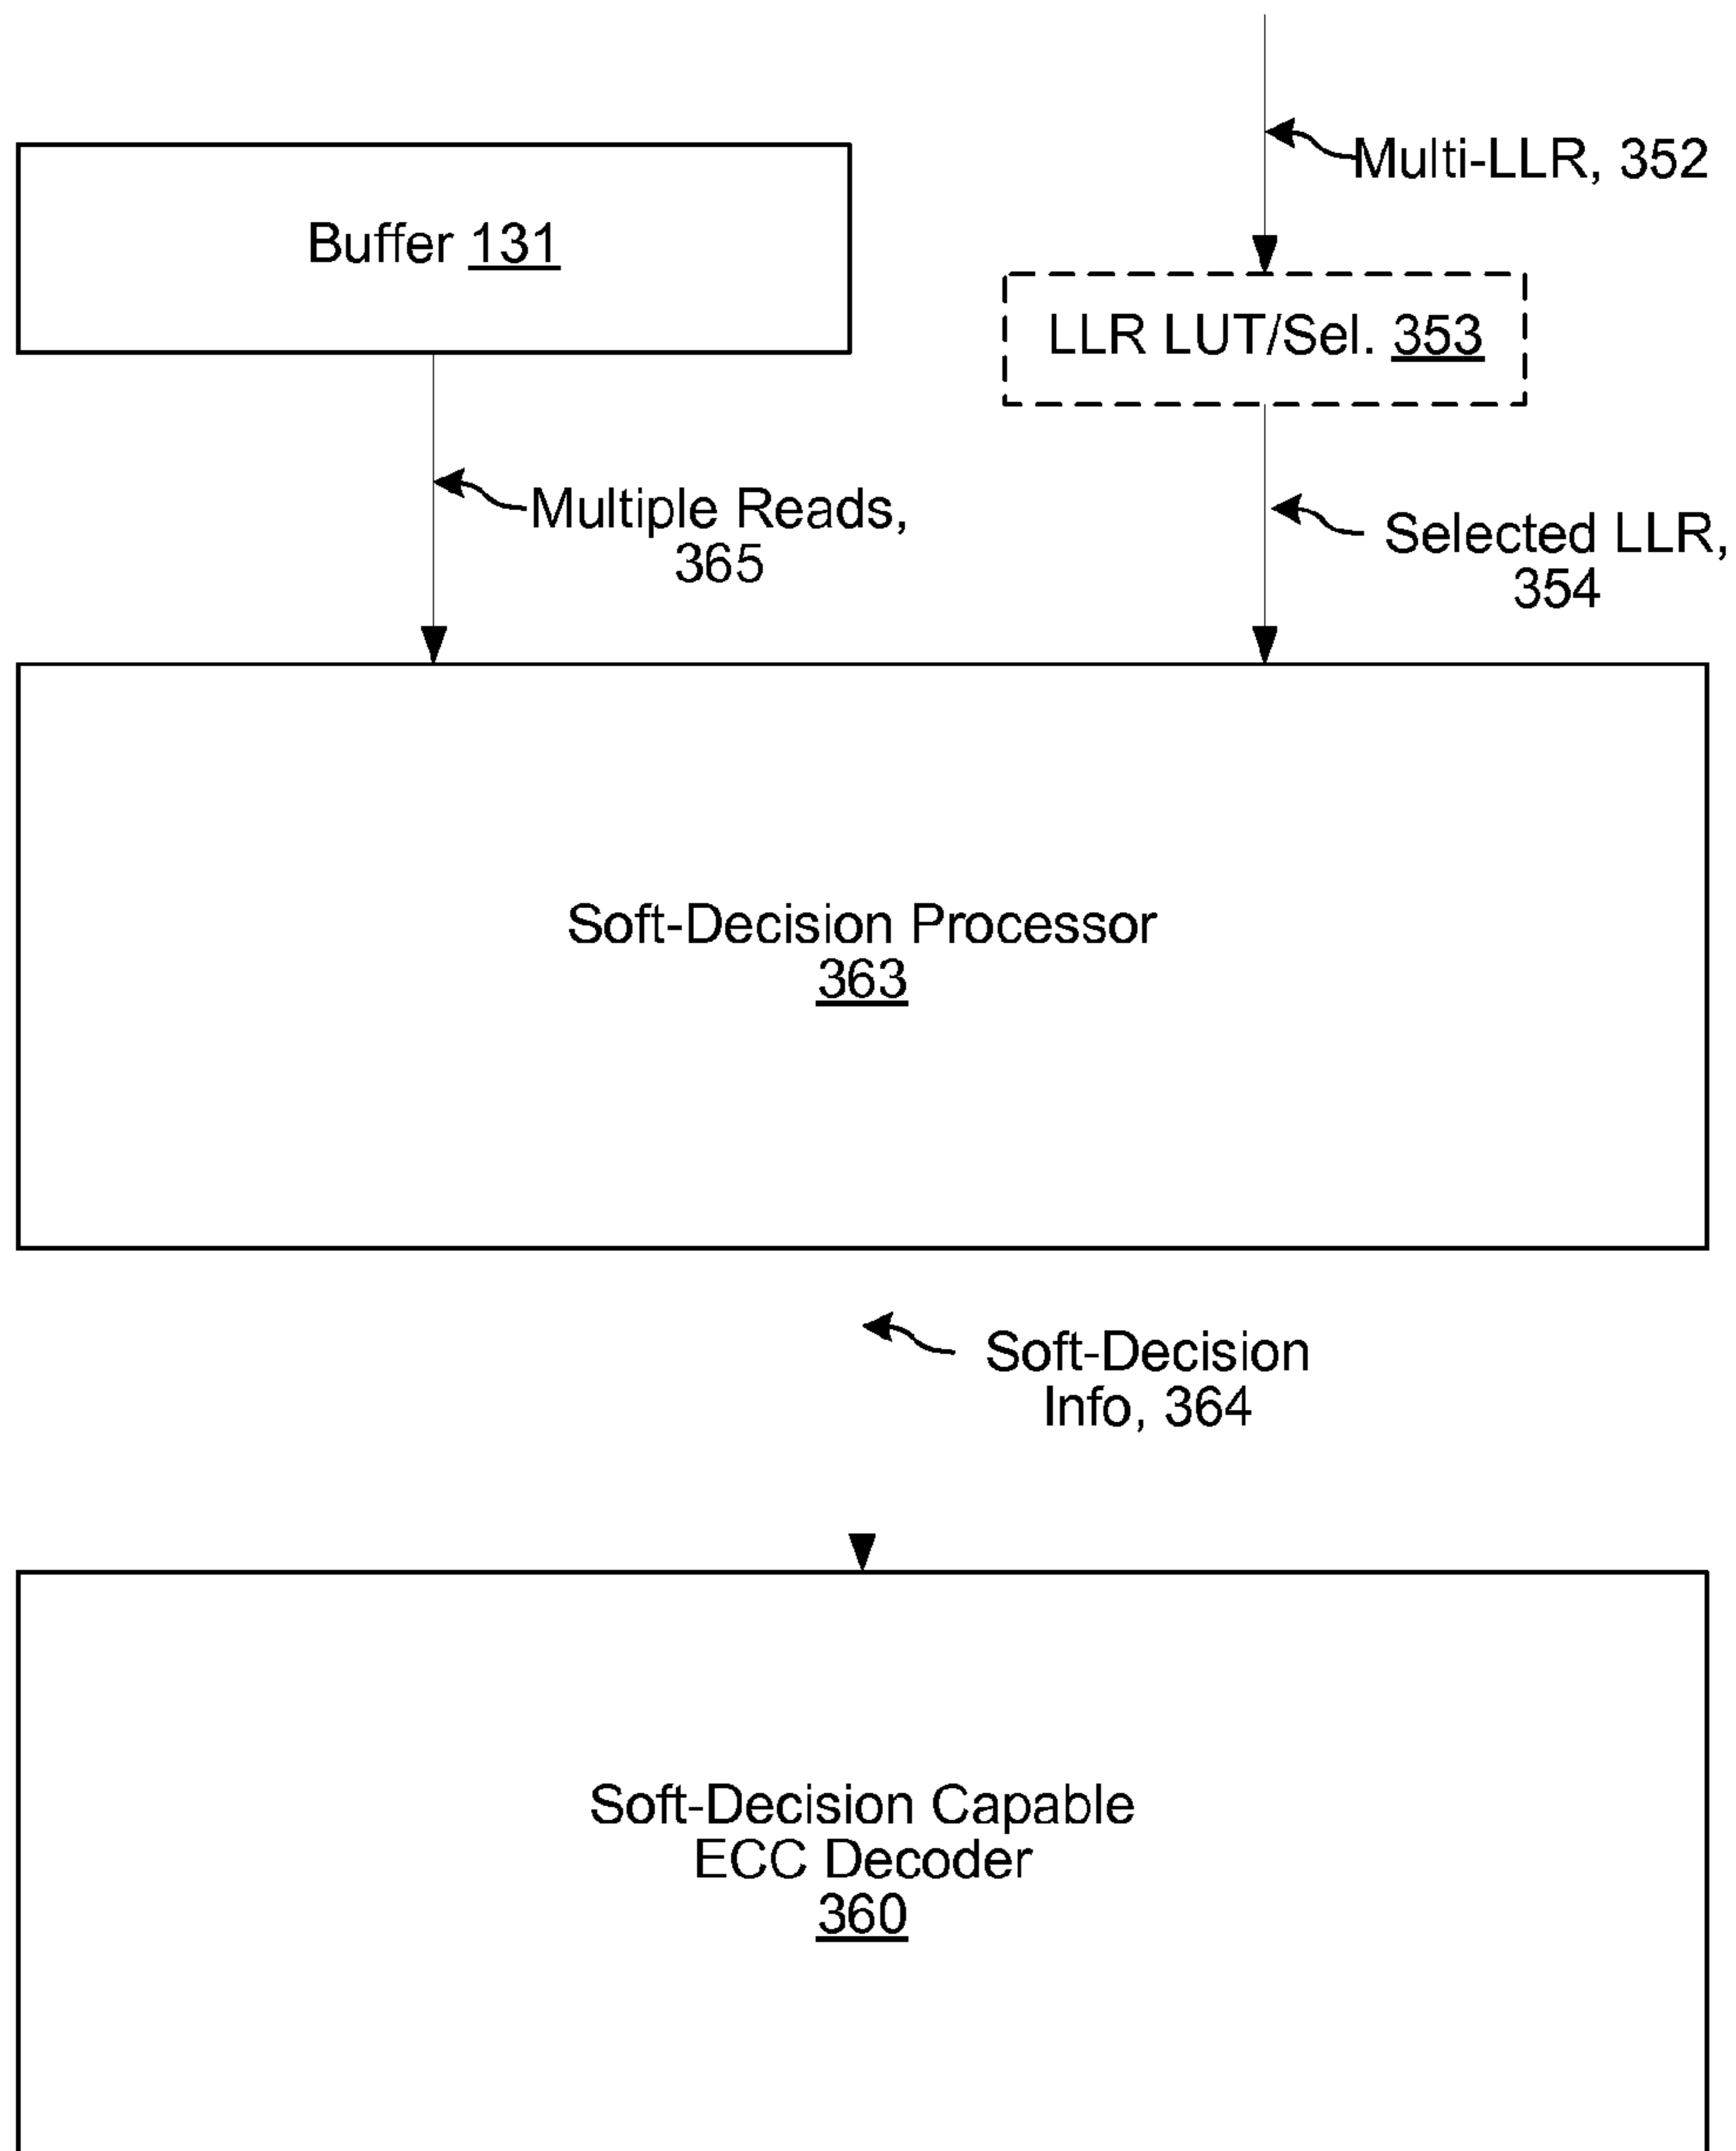 Multi-LLR, 352
Buffer 131
LLR LUT/Sel. 353
Multiple Reads,
365
Selected LLR,
354
Soft-Decision Processor
363
Soft-Decision
Info, 364
Soft-Decision Capable
ECC Decoder
360